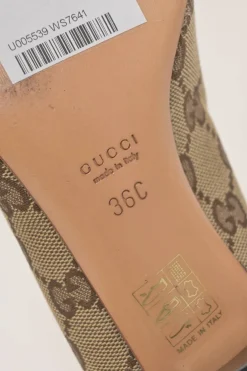 U005539 WS7641
GUCCI
made in Italy
36C
MADE IN ITALY